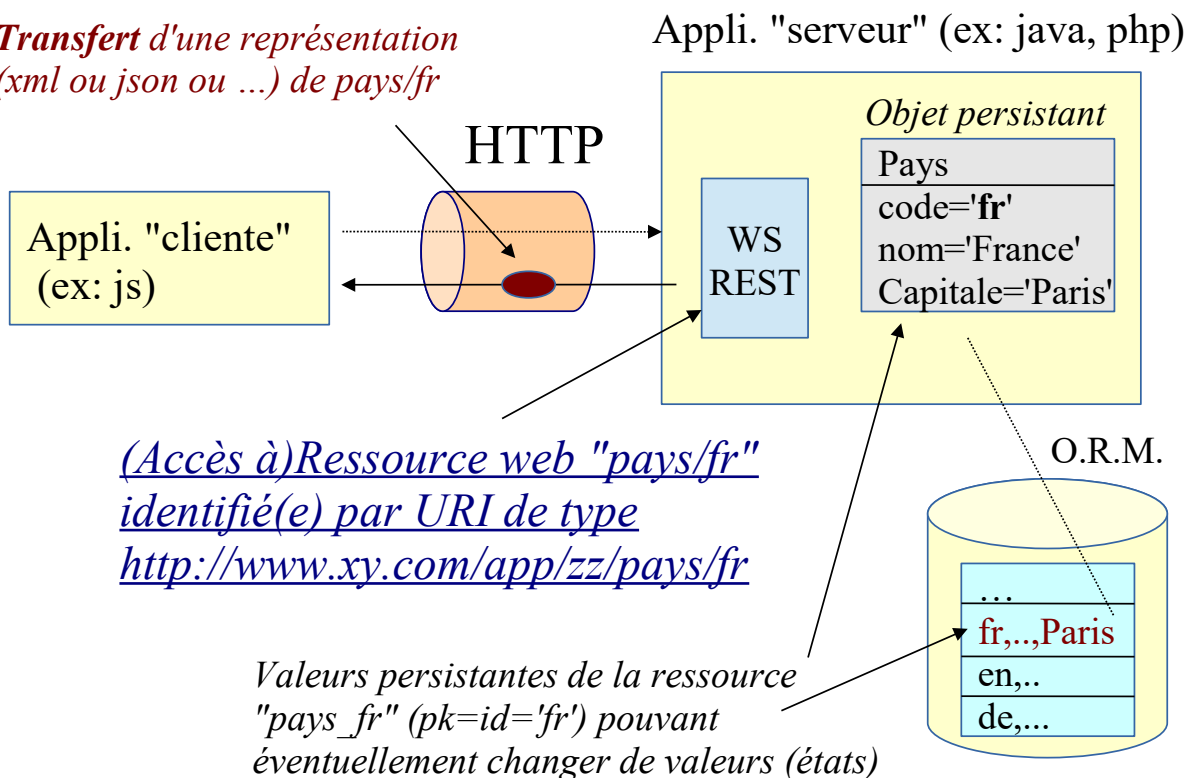 Transfert d'une représentation
(xml ou json ou …) de pays/fr
Appli. "serveur" (ex: java, php)
HTTP
Objet persistant
Pays
code='fr'
nom='France'
Capitale='Paris'
Appli. "cliente"
(ex: js)
WS
REST
(Accès à)Ressource web "pays/fr"
identifié(e) par URI de type
http://www.xy.com/app/zz/pays/fr
O.R.M.
…
fr,..,Paris
en,..
de,...
Valeurs persistantes de la ressource
"pays_fr" (pk=id='fr') pouvant
éventuellement changer de valeurs (états)